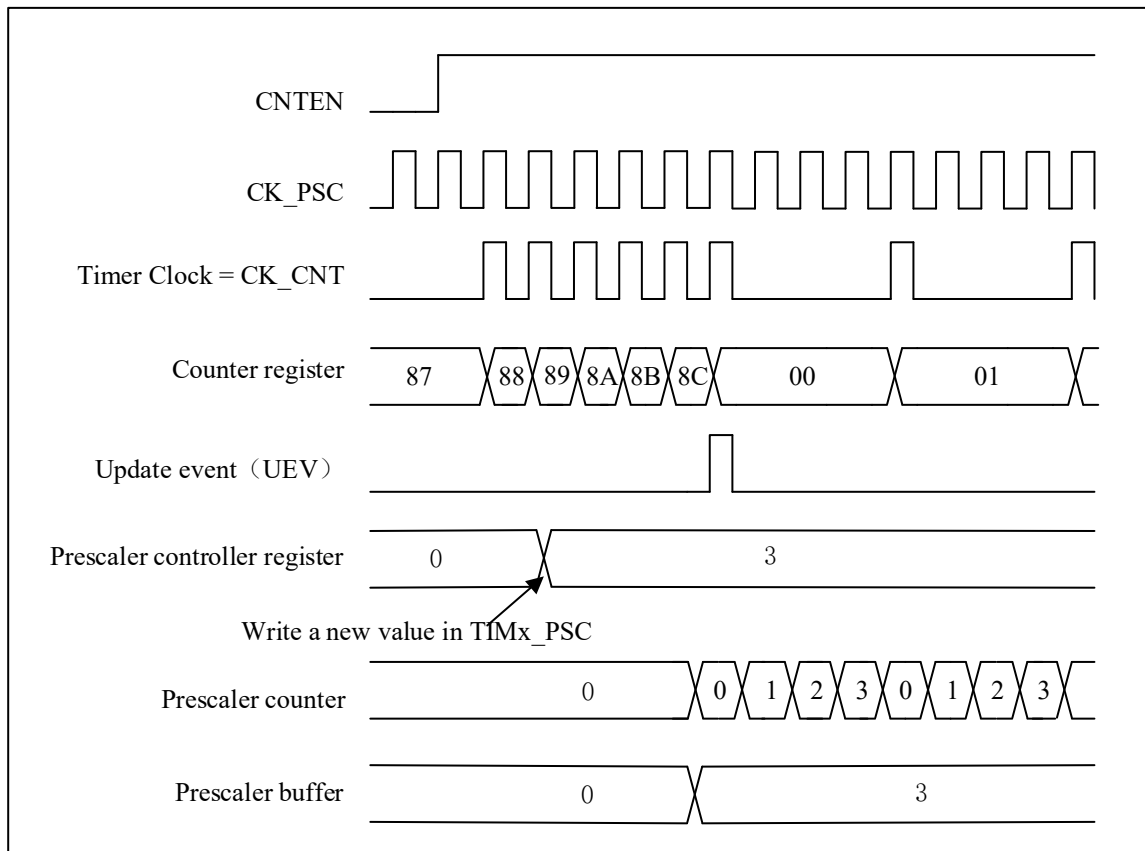 CNTEN
CK_PSC
Timer Clock = CK_CNT
Counter register
87 88 89 8A 8B 8C 00 01
Update event（UEV）
Prescaler controller register
0 3
Write a new value in TIMx_PSC
Prescaler counter
0 0 1 2 3 0 1 2 3
Prescaler buffer
0 3